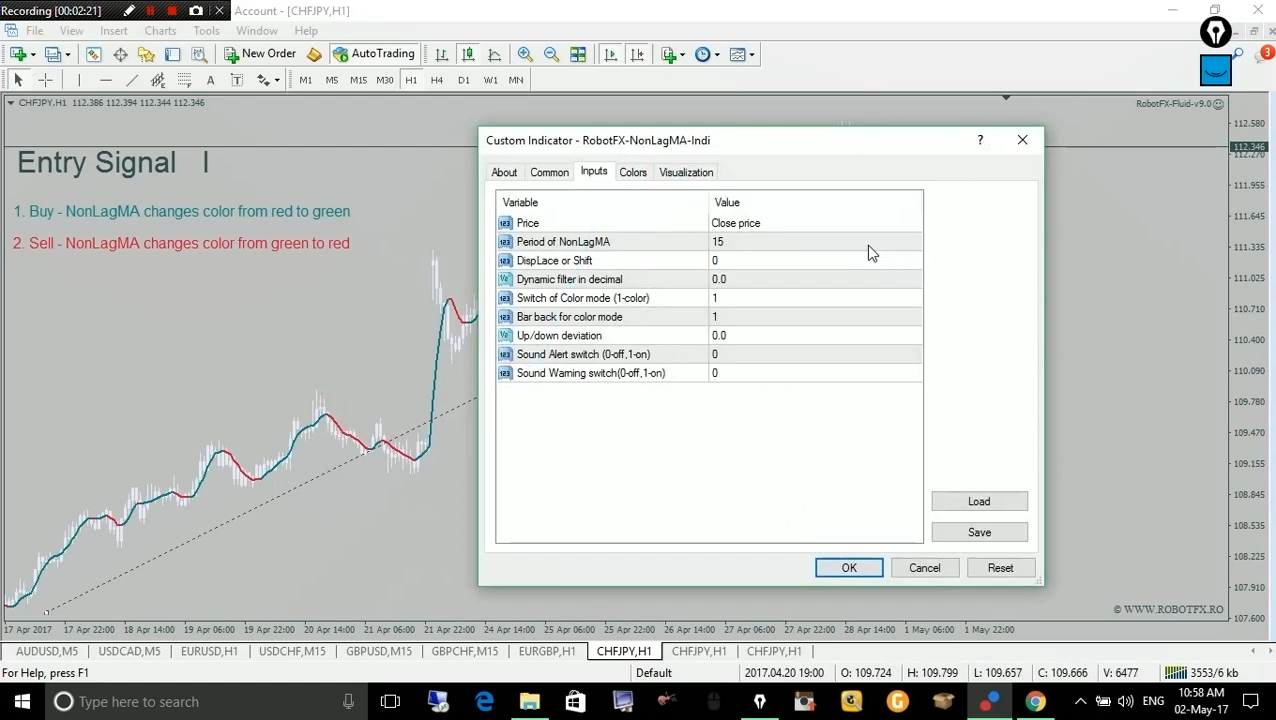 Recording [00:02:21]
Account - [CHFJPY,H1]
File View Insert Charts Tools Window Help
New Order AutoTrading
3
A T M1 M5 M15 M30 H1 H4 D1 W1 MN
CHFJPY,H1 112.386 112.394 112.344 112.346
RobotFX-Fluid-v9.0
Entry Signal I
1. Buy - NonLagMA changes color from red to green
2. Sell - NonLagMA changes color from green to red
Custom Indicator - RobotFX-NonLagMA-Indi
?
About Common Inputs Colors Visualization
Variable Value
Price Close price
Period of NonLagMA 15
DispLace or Shift 0
Dynamic filter in decimal 0.0
Switch of Color mode (1-color) 1
Bar back for color mode 1
Up/down deviation 0.0
Sound Alert switch (0-off,1-on) 0
Sound Warning switch(0-off,1-on) 0
Load
Save
OK Cancel Reset
112.580
112.346
112.270
111.955
111.645
111.335
111.025
110.710
110.400
110.090
109.780
109.470
109.155
108.845
108.535
108.225
107.910
107.600
© WWW.ROBOTFX.RO
17 Apr 2017 17 Apr 22:00 18 Apr 14:00 19 Apr 06:00 19 Apr 22:00 20 Apr 14:00 21 Apr 06:00 21 Apr 22:00 24 Apr 14:00 25 Apr 06:00 25 Apr 22:00 26 Apr 14:00 27 Apr 06:00 27 Apr 22:00 28 Apr 14:00 1 May 06:00 1 May 22:00
AUDUSD,M5 USDCAD,M5 EURUSD,H1 USDCHF,M15 GBPUSD,M15 GBPCHF,M15 EURGBP,H1 CHFJPY,H1 CHFJPY,H1 CHFJPY,H1
For Help, press F1 Default 2017.04.20 19:00 O: 109.724 H: 109.799 L: 109.657 C: 109.666 V: 6477 3553/6 kb
Type here to search
ENG
10:58 AM
02-May-17